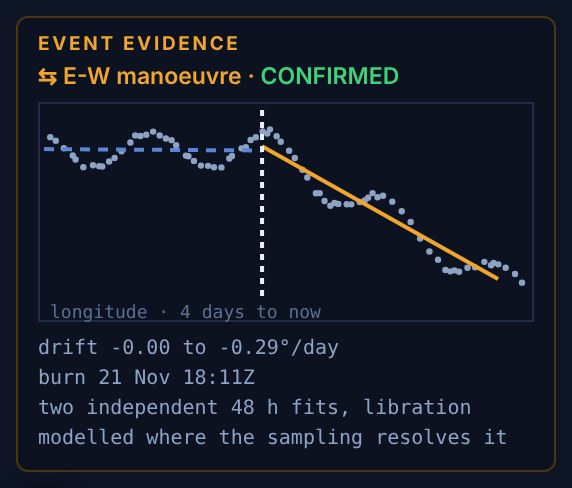 EVENT EVIDENCE
⇆ E-W manoeuvre · CONFIRMED
longitude · 4 days to now
drift -0.00 to -0.29°/day
burn 21 Nov 18:11Z
two independent 48 h fits, libration
modelled where the sampling resolves it